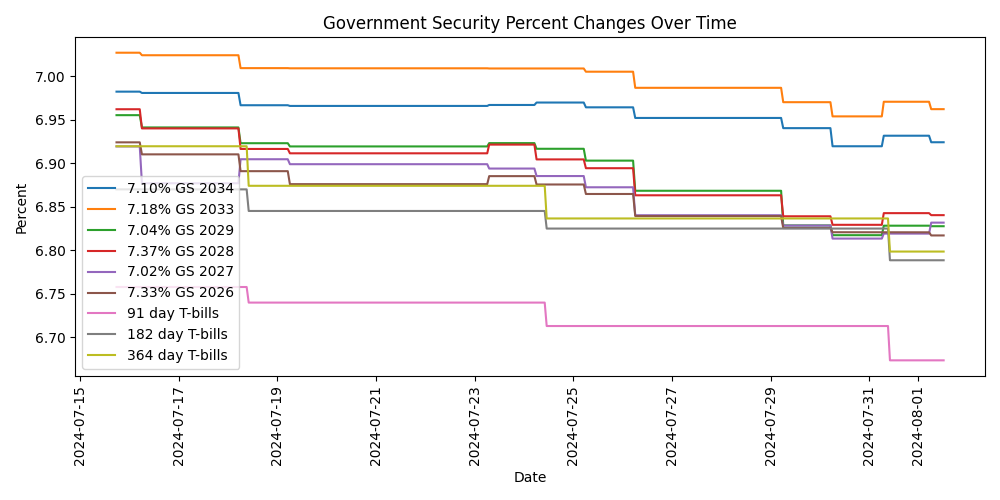 Government Security Percent Changes Over Time
Percent
7.00
6.95
6.90
6.85
6.80
6.75
6.70
7.10% GS 2034
7.18% GS 2033
7.04% GS 2029
7.37% GS 2028
7.02% GS 2027
7.33% GS 2026
91 day T-bills
182 day T-bills
364 day T-bills
2024-07-15
2024-07-17
2024-07-19
2024-07-21
2024-07-23
2024-07-25
2024-07-27
2024-07-29
2024-07-31
2024-08-01
Date